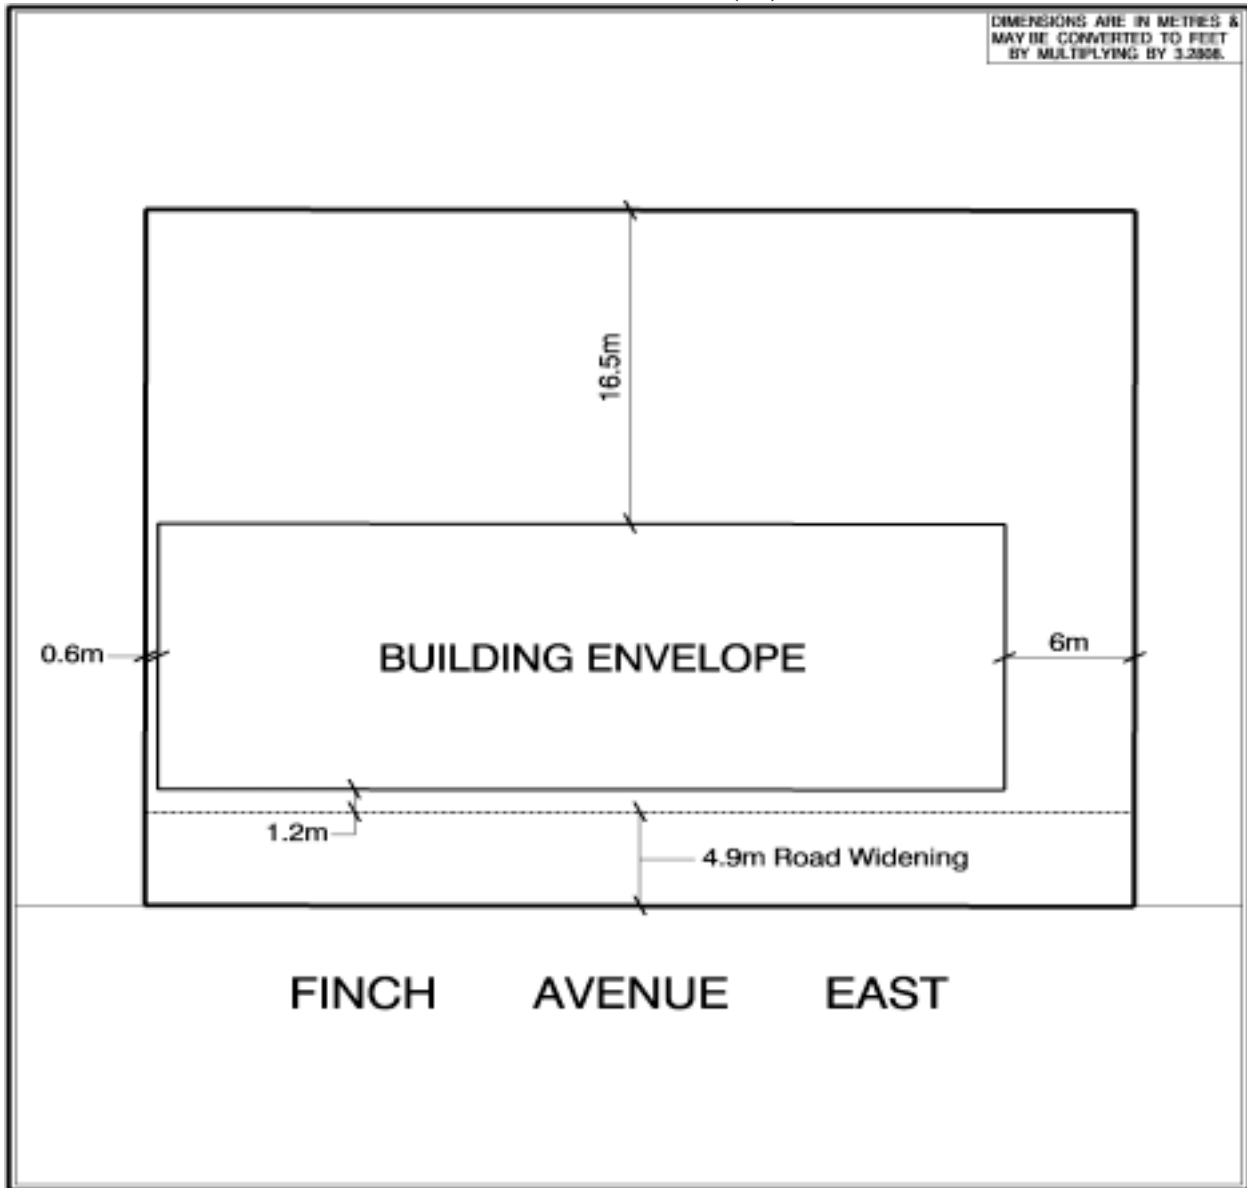 DIMENSIONS ARE IN METRES &
MAY BE CONVERTED TO FEET
BY MULTIPLYING BY 3.2808.
16.5m
0.6m
BUILDING ENVELOPE
6m
1.2m
4.9m Road Widening
FINCH AVENUE EAST